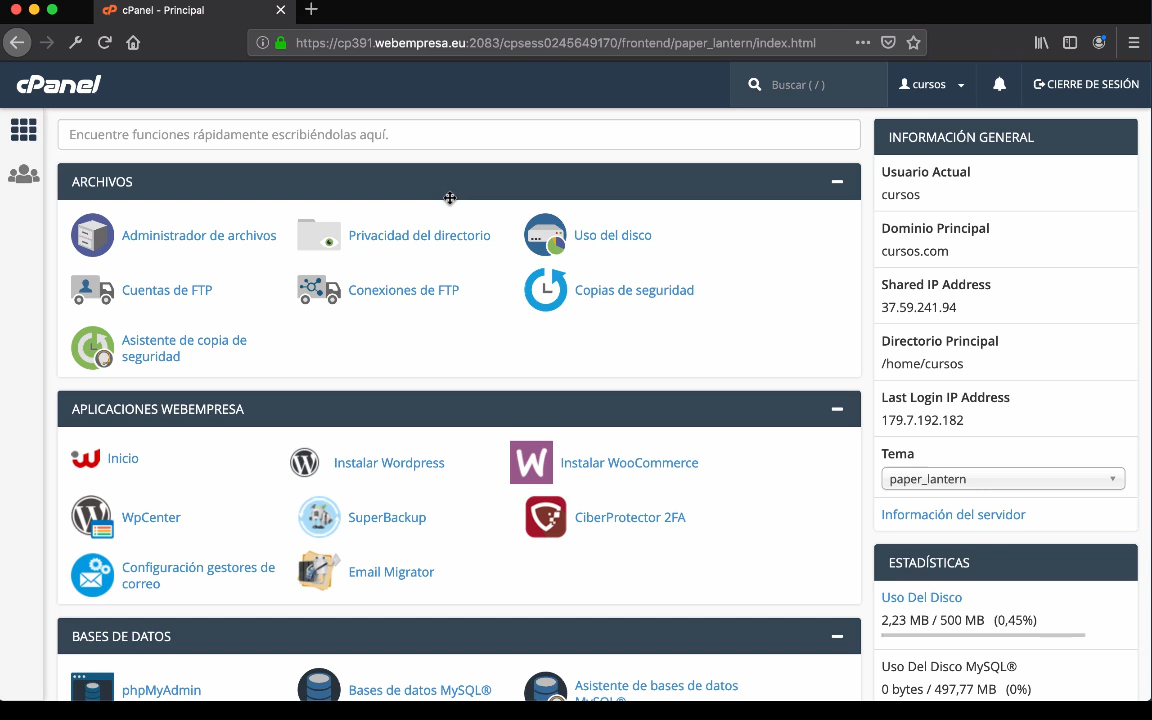 cPanel - Principal
https://cp391.webempresa.eu:2083/cpsess0245649170/frontend/paper_lantern/index.html
cPanel
Buscar ( / )
cursos
CIERRE DE SESIÓN
Encuentre funciones rápidamente escribiéndolas aquí.
ARCHIVOS
Administrador de archivos
Privacidad del directorio
Uso del disco
Cuentas de FTP
Conexiones de FTP
Copias de seguridad
Asistente de copia de
seguridad
APLICACIONES WEBEMPRESA
Inicio
Instalar Wordpress
Instalar WooCommerce
WpCenter
SuperBackup
CiberProtector 2FA
Configuración gestores de
correo
Email Migrator
BASES DE DATOS
phpMyAdmin
Bases de datos MySQL®
Asistente de bases de datos
MySQL®
INFORMACIÓN GENERAL
Usuario Actual
cursos
Dominio Principal
cursos.com
Shared IP Address
37.59.241.94
Directorio Principal
/home/cursos
Last Login IP Address
179.7.192.182
Tema
paper_lantern
Información del servidor
ESTADÍSTICAS
Uso Del Disco
2,23 MB / 500 MB (0,45%)
Uso Del Disco MySQL®
0 bytes / 497,77 MB (0%)